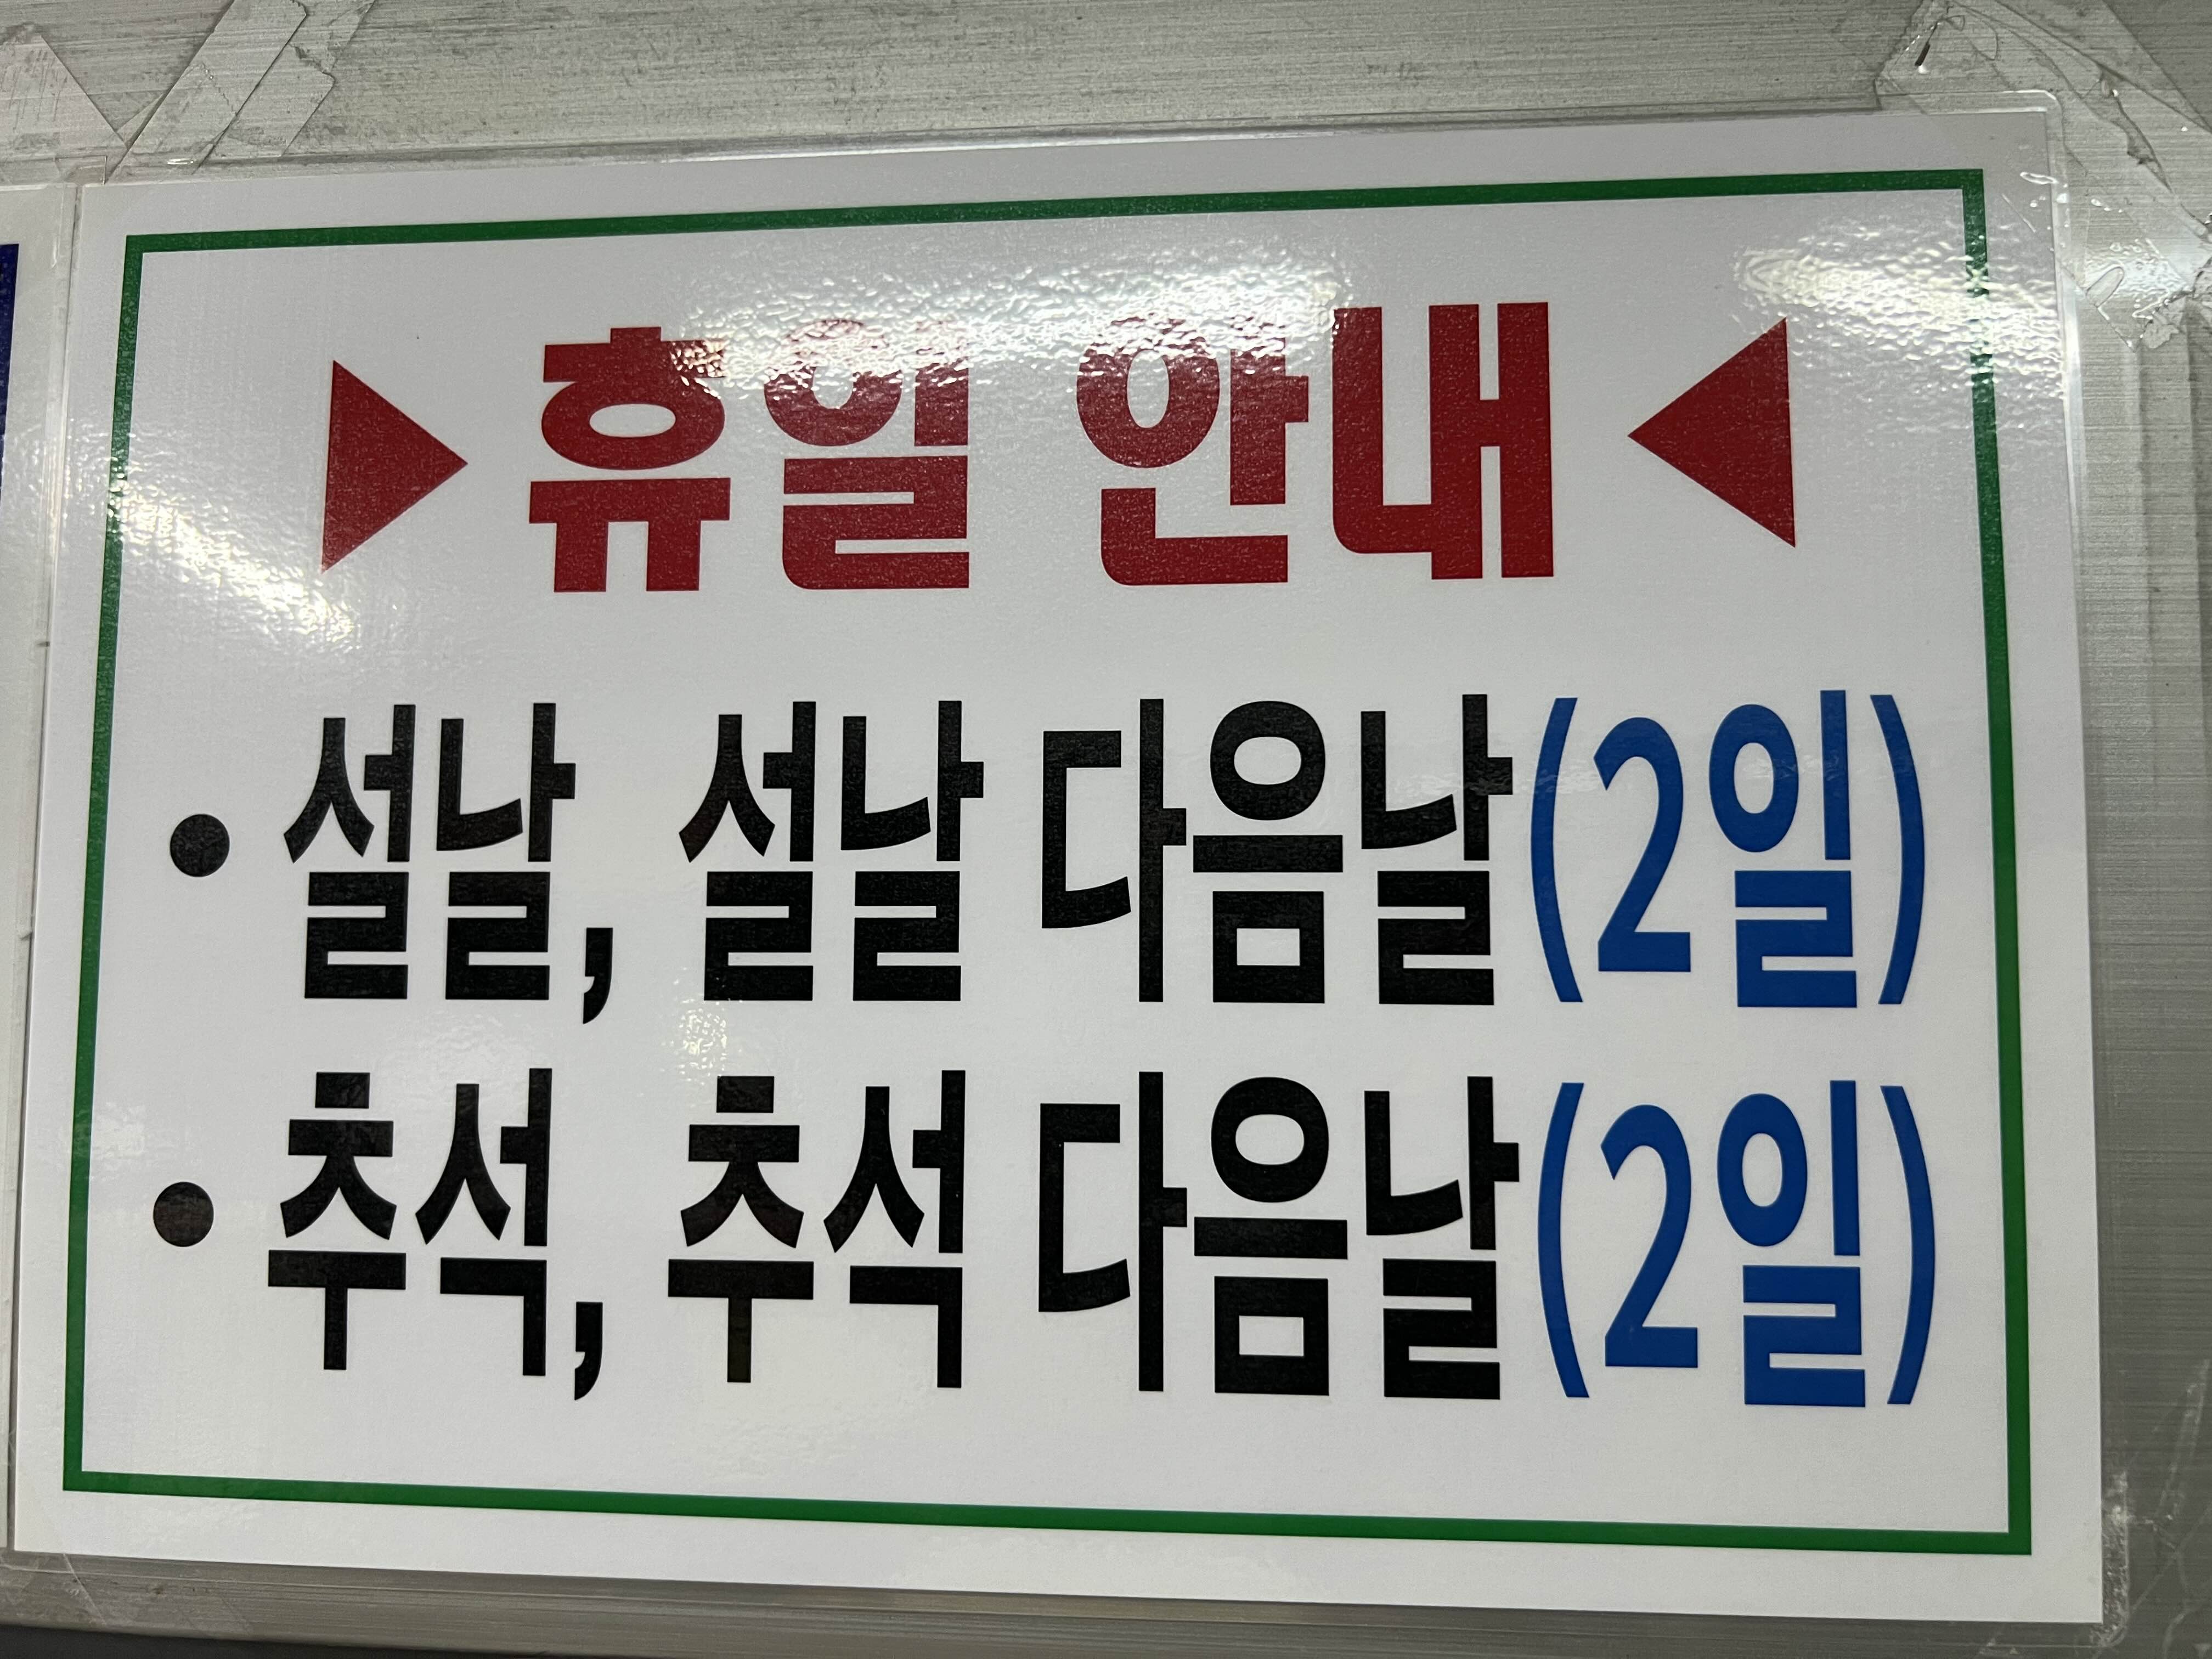 ▶ 휴일 안내 ◀
• 설날, 설날 다음날(2일)
• 추석, 추석 다음날(2일)